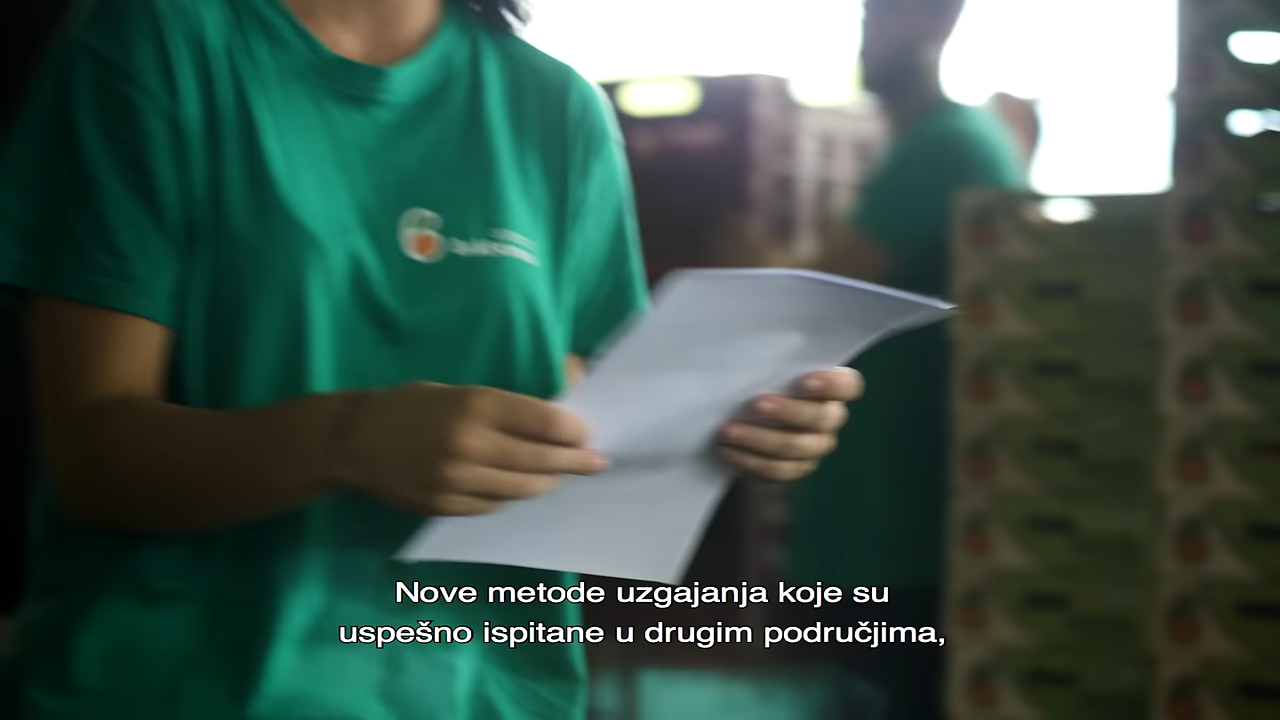 Nove metode uzgajanja koje su
uspešno ispitane u drugim područjima,